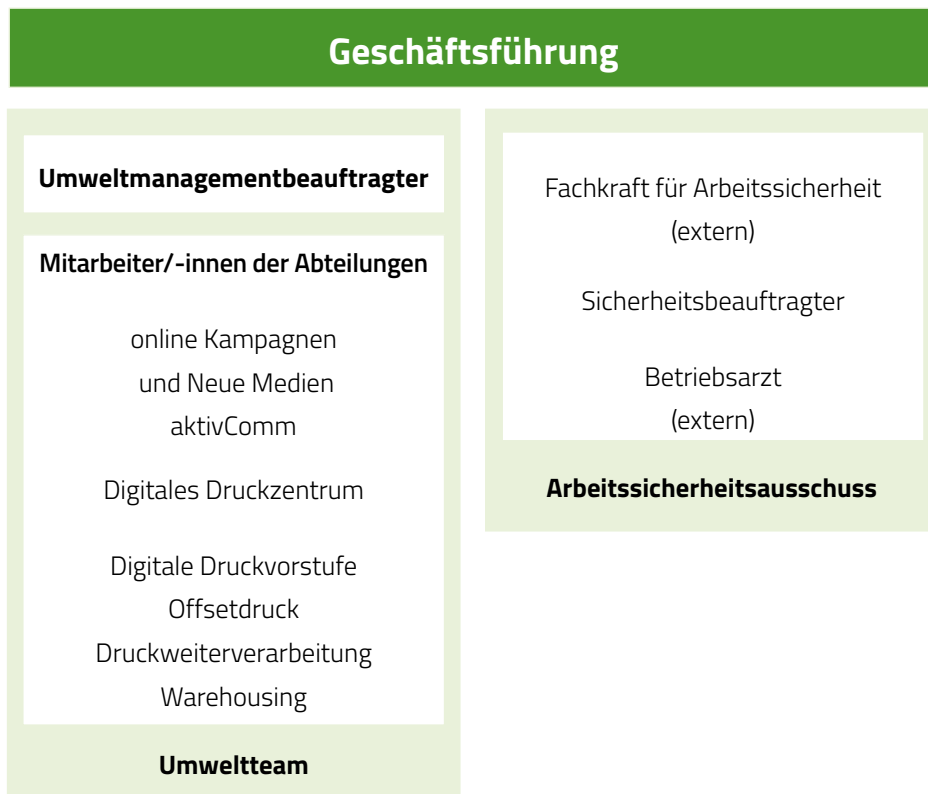 Geschäftsführung
Umweltmanagementbeauftragter
Mitarbeiter/-innen der Abteilungen
online Kampagnen
und Neue Medien
aktivComm
Digitales Druckzentrum
Digitale Druckvorstufe
Offsetdruck
Druckweiterverarbeitung
Warehousing
Umweltteam
Fachkraft für Arbeitssicherheit
(extern)
Sicherheitsbeauftragter
Betriebsarzt
(extern)
Arbeitssicherheitsausschuss